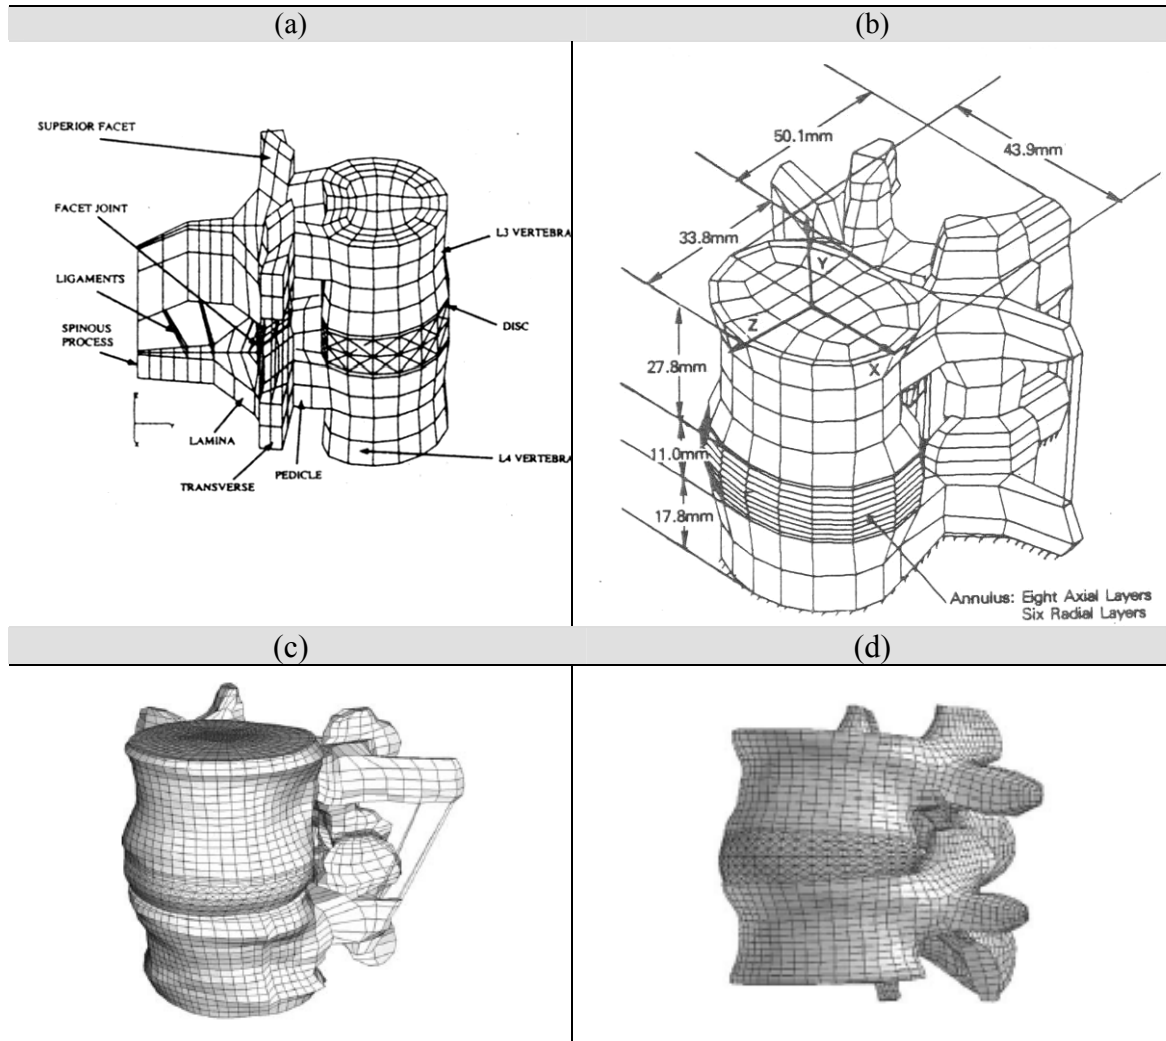 (a)
(b)
SUPERIOR FACET
FACET JOINT
LIGAMENTS
SPINOUS
PROCESS
LAMINA
TRANSVERSE
PEDICLE
L3 VERTEBRA
DISC
L4 VERTEBRA
50.1mm
43.9mm
33.8mm
Y
Z
X
27.8mm
11.0mm
17.8mm
Annulus: Eight Axial Layers
Six Radial Layers
(c)
(d)